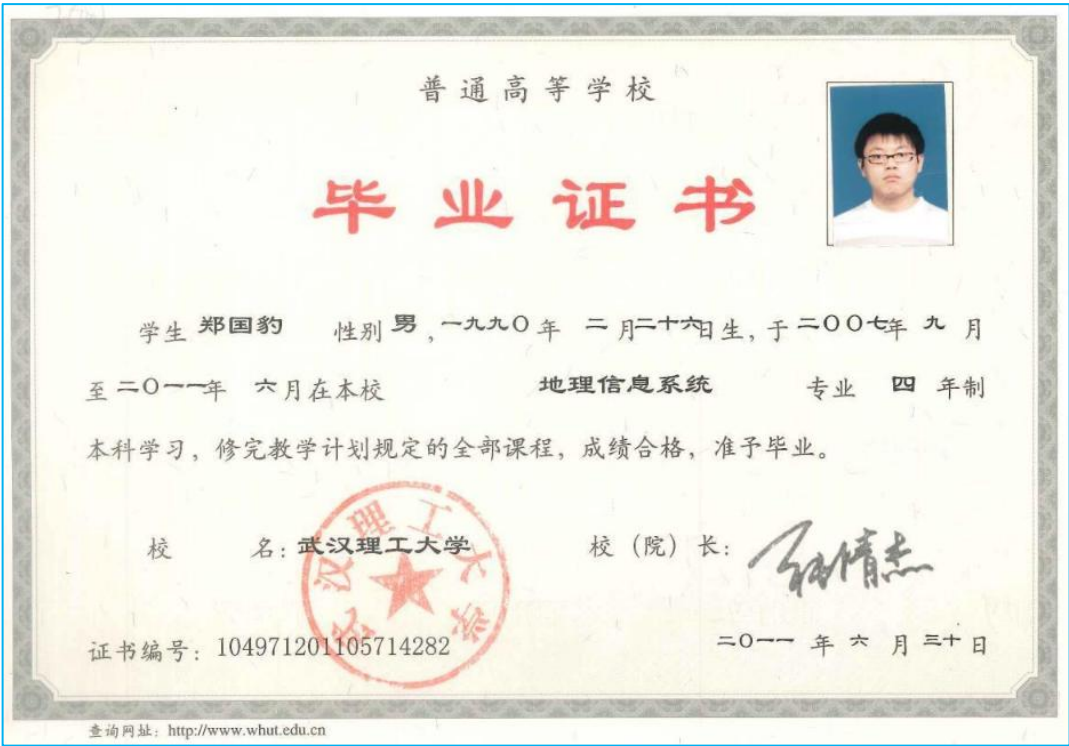 普通高等学校
毕业证书
学生 郑国豹 性别 男，一九九〇年 二月二十六日生，于二〇〇七年 九 月
至二〇一一年 六月在本校 地理信息系统 专业 四 年制
本科学习，修完教学计划规定的全部课程，成绩合格，准予毕业。
校 名：武汉理工大学 校（院）长：
武汉理工大学
证书编号：104971201105714282 二〇一一 年 六 月 三十 日
查询网址：http://www.whut.edu.cn